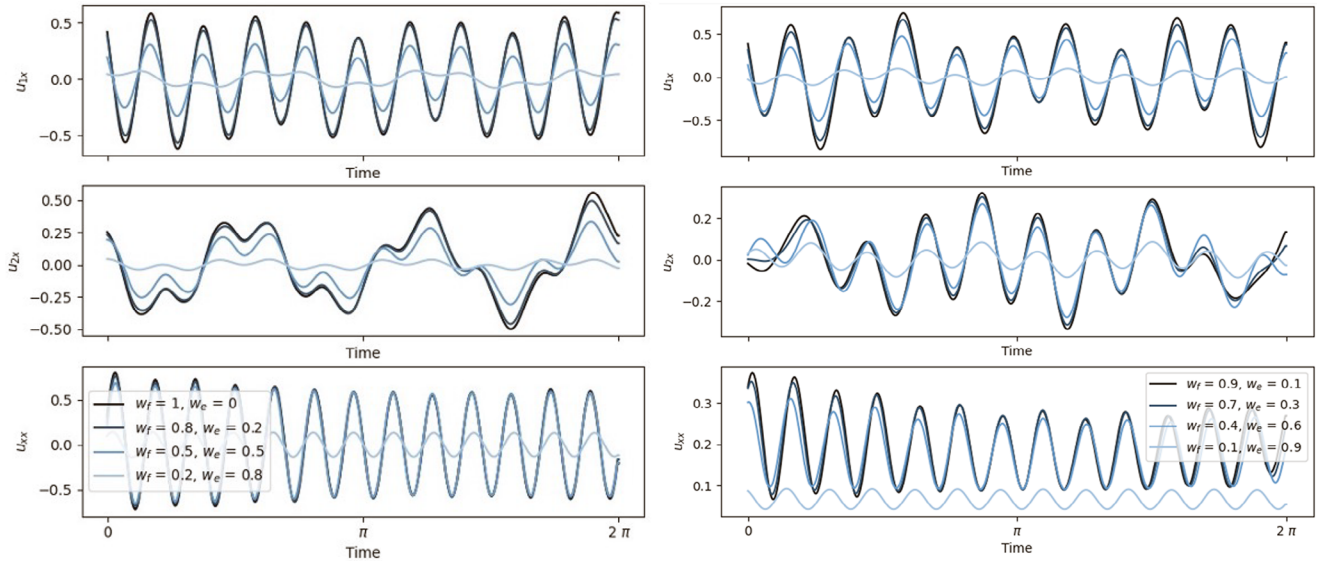 0.5
0.0
−0.5
u1x
Time
0.50
0.25
0.00
−0.25
−0.50
u2x
Time
0.5
0.0
−0.5
uxx
wf = 1, we = 0
wf = 0.8, we = 0.2
wf = 0.5, we = 0.5
wf = 0.2, we = 0.8
0 π 2 π
Time
0.5
0.0
−0.5
u1x
Time
0.2
0.0
−0.2
u2x
Time
0.3
0.2
0.1
uxx
wf = 0.9, we = 0.1
wf = 0.7, we = 0.3
wf = 0.4, we = 0.6
wf = 0.1, we = 0.9
0 π 2 π
Time